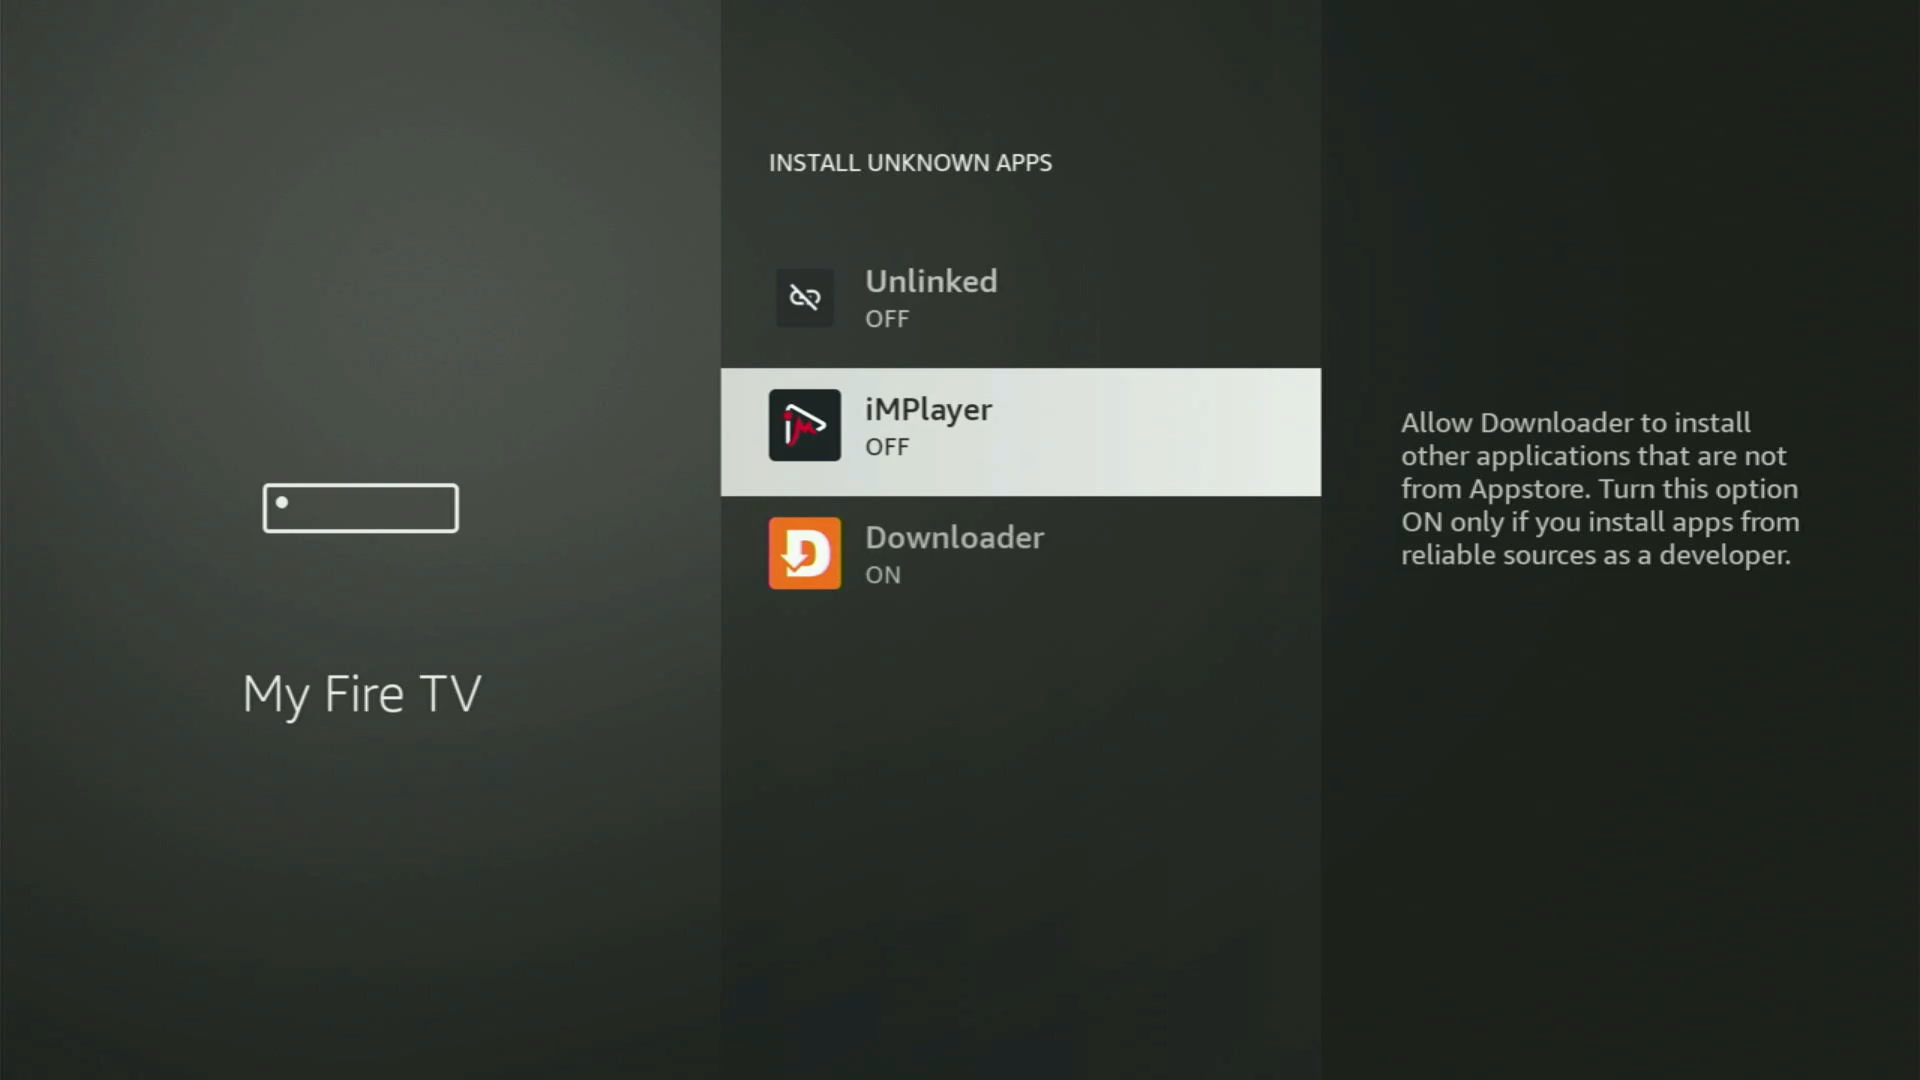 INSTALL UNKNOWN APPS
Unlinked
OFF
iM
iMPlayer
OFF
D
Downloader
ON
My Fire TV
Allow Downloader to install
other applications that are not
from Appstore. Turn this option
ON only if you install apps from
reliable sources as a developer.